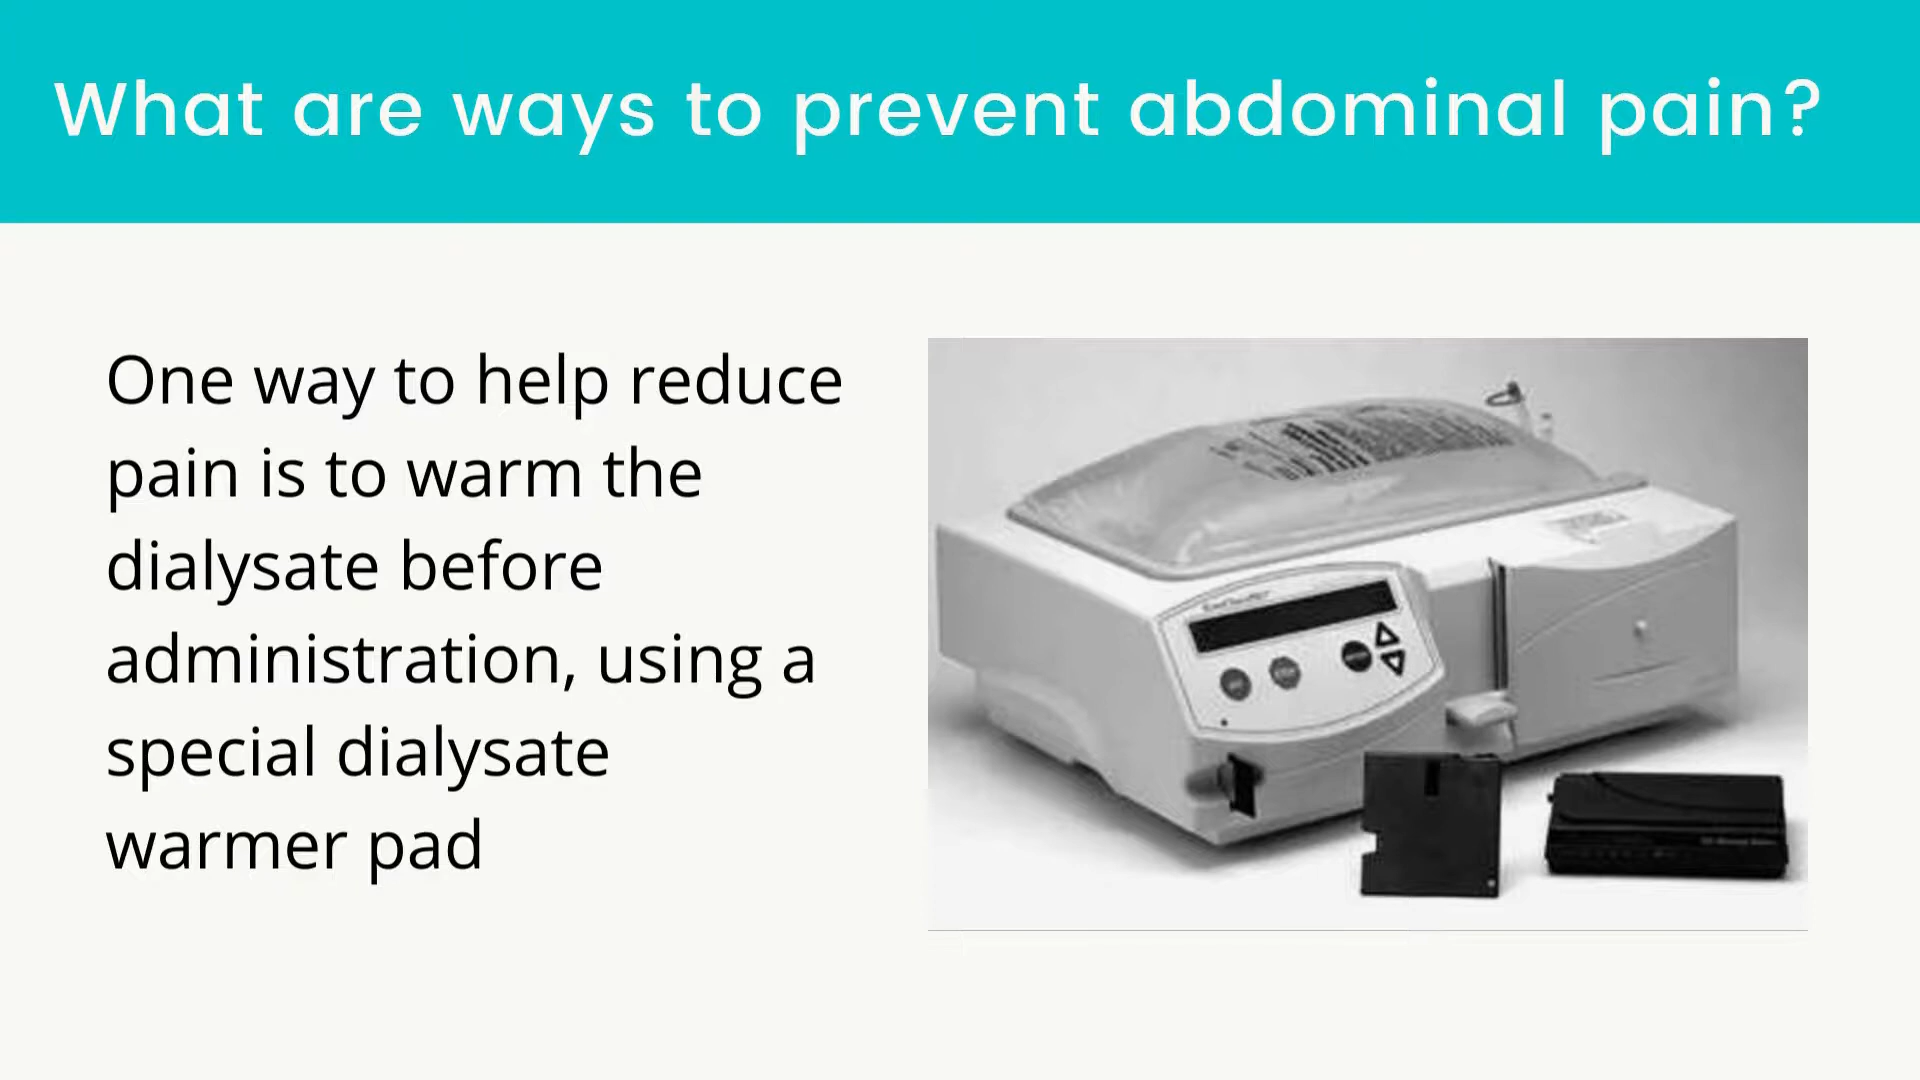 What are ways to prevent abdominal pain?
One way to help reduce
pain is to warm the
dialysate before
administration, using a
special dialysate
warmer pad